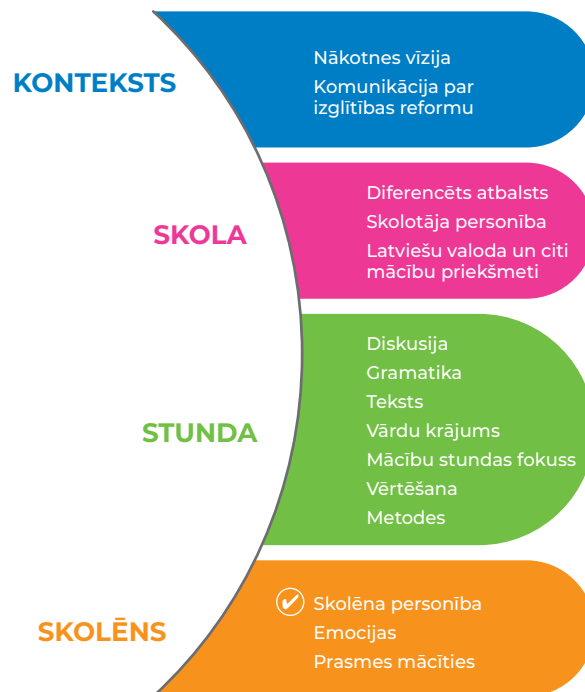 KONTEKSTS
Nākotnes vīzija
Komunikācija par
izglītības reformu
SKOLA
Diferencēts atbalsts
Skolotāja personība
Latviešu valoda un citi
mācību priekšmeti
STUNDA
Diskusija
Gramatika
Teksts
Vārdu krājums
Mācību stundas fokuss
Vērtēšana
Metodes
SKOLĒNS
Skolēna personība
Emocijas
Prasmes mācīties